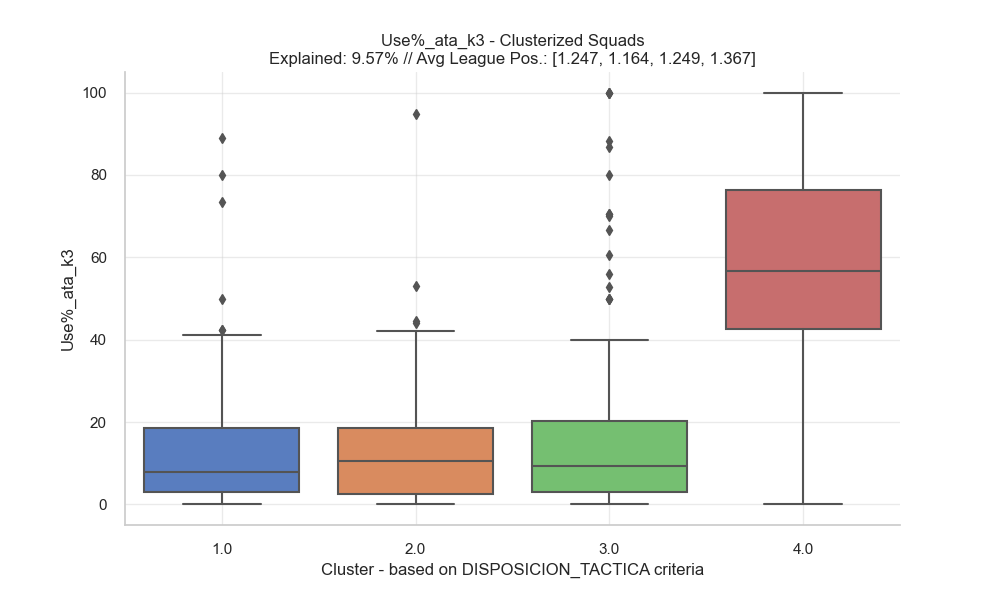 Use%_ata_k3 - Clusterized Squads
Explained: 9.57% // Avg League Pos.: [1.247, 1.164, 1.249, 1.367]
Use%_ata_k3
100
80
60
40
20
0
1.0 2.0 3.0 4.0
Cluster - based on DISPOSICION_TACTICA criteria